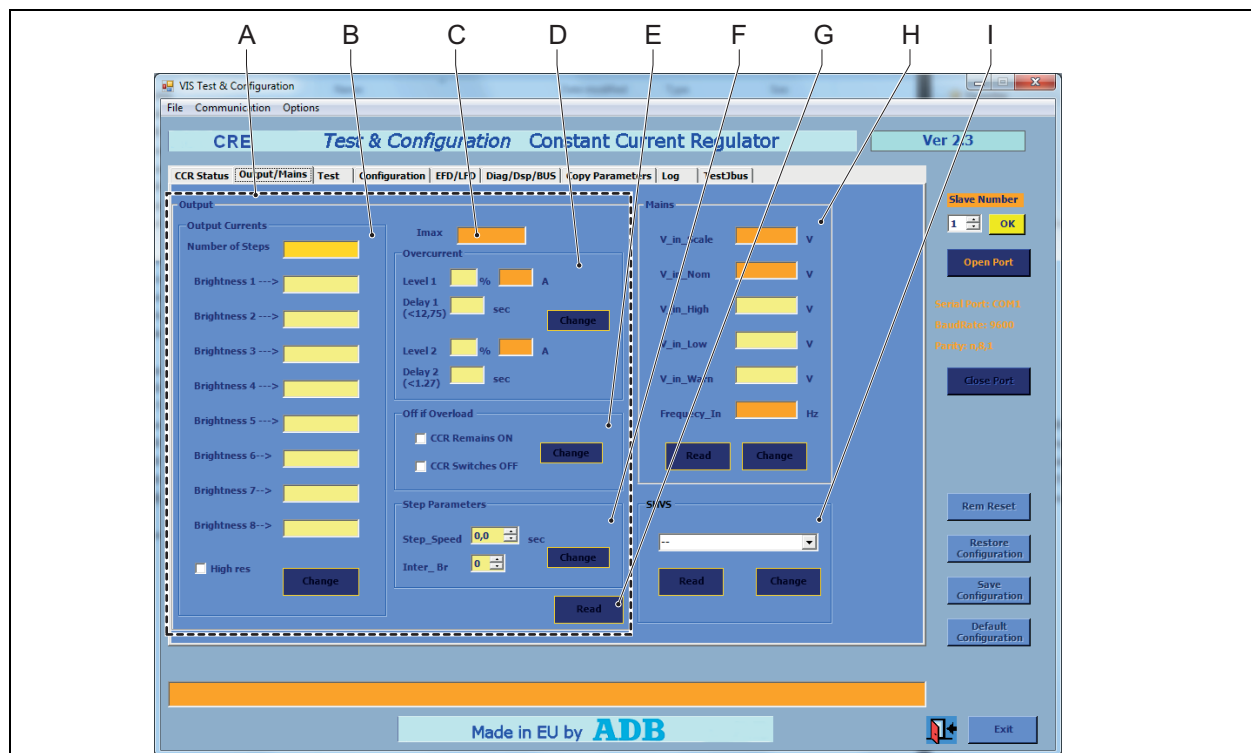 A B C D E F G H I
VIS Test & Configuration
File Communication Options
CRE Test & Configuration Constant Current Regulator
Ver 2.3
CCR Status Output/Mains Test Configuration EFD/LFD Diag/Dsp/BUS Copy Parameters Log TestJbus
Output
Output Currents
Number of Steps
Brightness 1 --->
Brightness 2 --->
Brightness 3 --->
Brightness 4 --->
Brightness 5 --->
Brightness 6-->
Brightness 7-->
Brightness 8-->
High res
Change
Imax
Overcurrent
Level 1 % A
Delay 1 sec
(<12,75)
Change
Level 2 % A
Delay 2 sec
(<1.27)
Off if Overload
CCR Remains ON
CCR Switches OFF
Change
Step Parameters
Step_Speed 0,0 sec
Inter_ Br 0
Change
Read
Mains
V_in_Scale V
V_in_Nom V
V_in_High V
V_in_Low V
V_in_Warn V
Frequecy_In Hz
Read Change
SWS
--
Read Change
Slave Number
1 OK
Open Port
Serial Port: COM1
Baudrate: 9600
Parity: n,8,1
Close Port
Rem Reset
Restore
Configuration
Save
Configuration
Default
Configuration
Made in EU by ADB
Exit